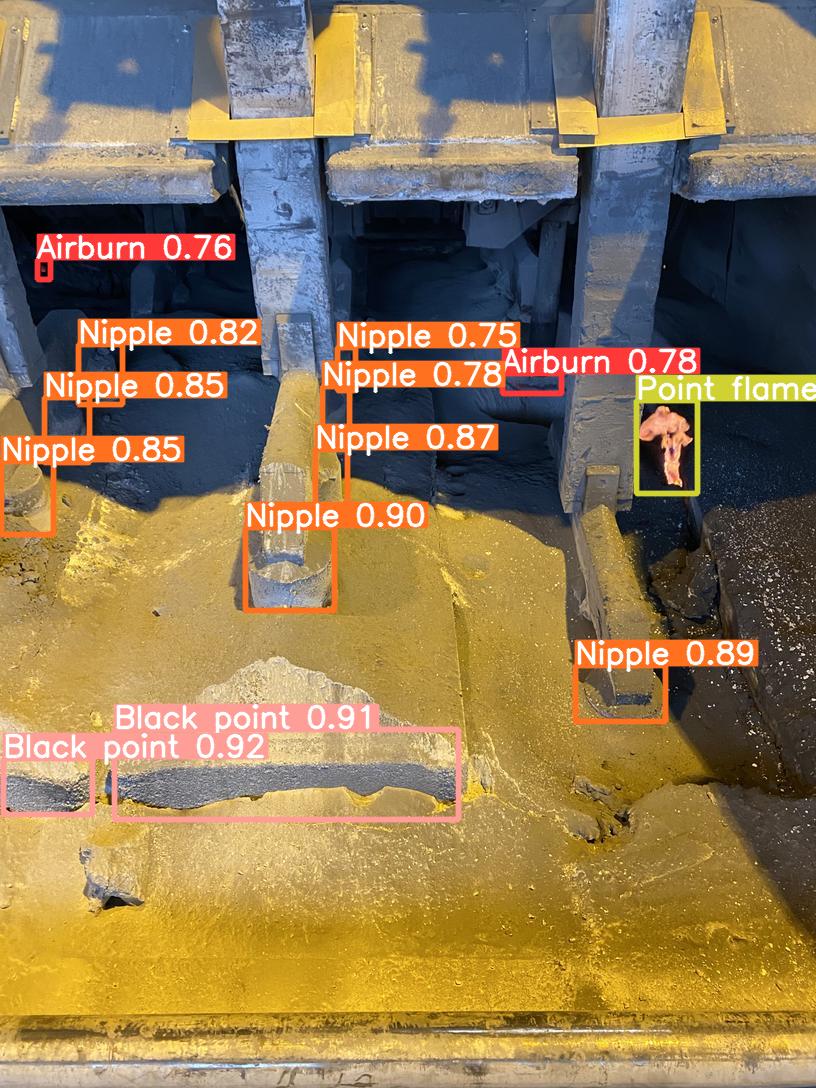 Airburn 0.76
Nipple 0.82
Nipple 0.75
Airburn 0.78
Nipple 0.78
Nipple 0.85
Point flame
Nipple 0.87
Nipple 0.85
Nipple 0.90
Nipple 0.89
Black point 0.91
Black point 0.92